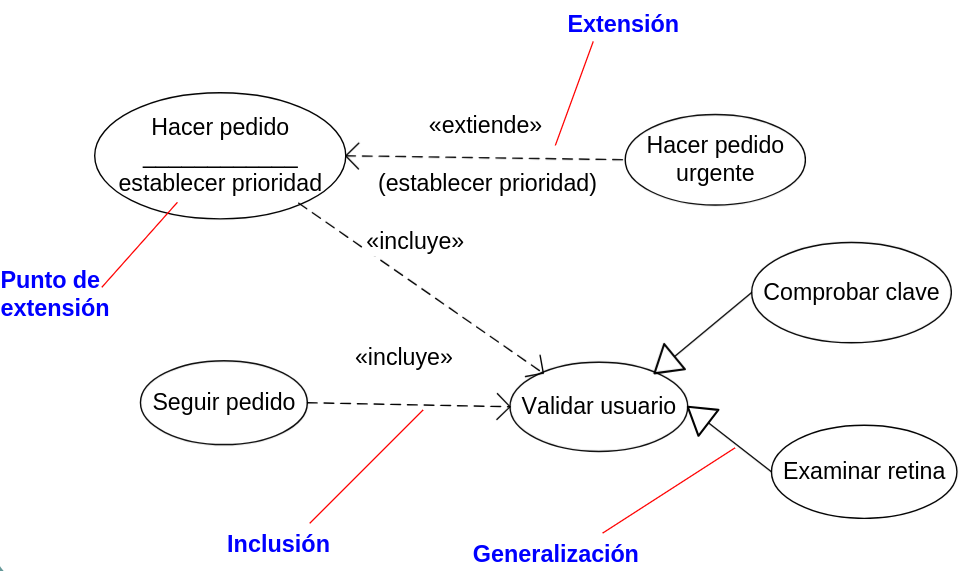 Extensión
Hacer pedido
establecer prioridad
«extiende»
(establecer prioridad)
Hacer pedido
urgente
«incluye»
Punto de
extensión
Comprobar clave
«incluye»
Seguir pedido
Validar usuario
Examinar retina
Inclusión
Generalización